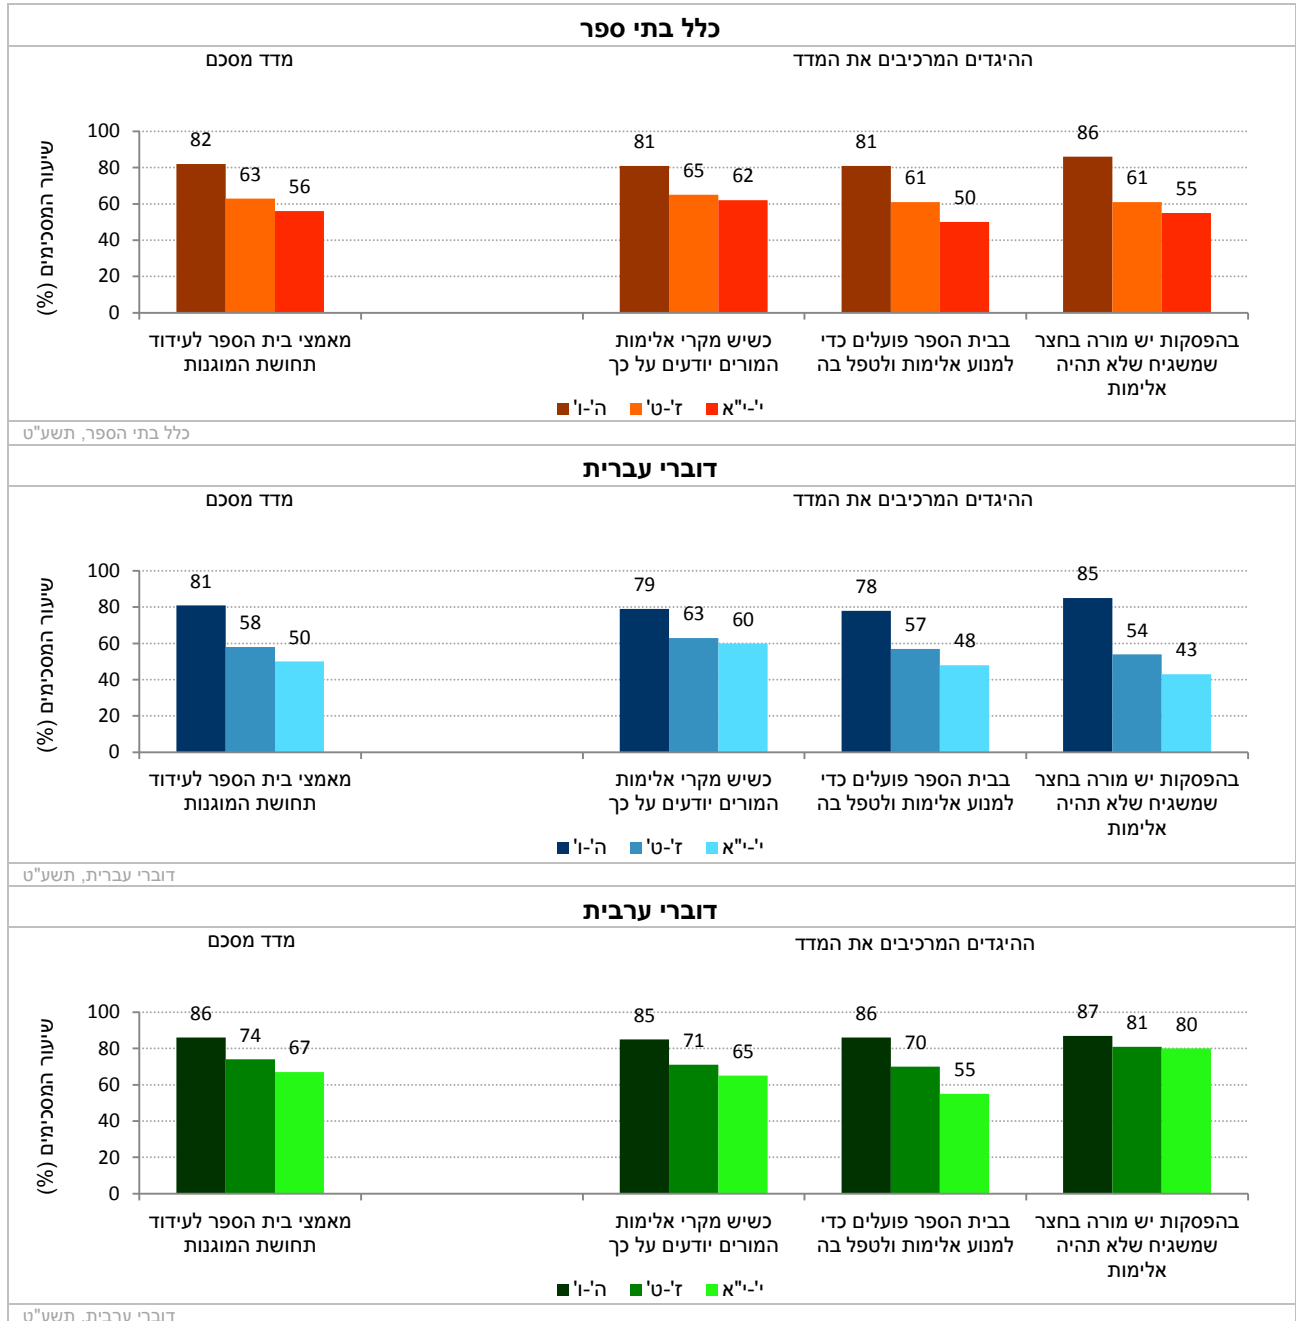 כלל בתי ספר
ההיגדים המרכיבים את המדד
מדד מסכם
שיעור המסכימים (%)
100
80
60
40
20
0
82
63
56
81
65
62
81
61
50
86
61
55
מאמצי בית הספר לעידוד
תחושת המוגנות
כשיש מקרי אלימות
המורים יודעים על כך
בבית הספר פועלים כדי
למנוע אלימות ולטפל בה
בהפסקות יש מורה בחצר
שמשגיח שלא תהיה
אלימות
ה'-ו'
ז'-ט'
י'-י"א
כלל בתי הספר, תשע"ט
דוברי עברית
ההיגדים המרכיבים את המדד
מדד מסכם
שיעור המסכימים (%)
100
80
60
40
20
0
81
58
50
79
63
60
78
57
48
85
54
43
מאמצי בית הספר לעידוד
תחושת המוגנות
כשיש מקרי אלימות
המורים יודעים על כך
בבית הספר פועלים כדי
למנוע אלימות ולטפל בה
בהפסקות יש מורה בחצר
שמשגיח שלא תהיה
אלימות
ה'-ו'
ז'-ט'
י'-י"א
דוברי עברית, תשע"ט
דוברי ערבית
ההיגדים המרכיבים את המדד
מדד מסכם
שיעור המסכימים (%)
100
80
60
40
20
0
86
74
67
85
71
65
86
70
55
87
81
80
מאמצי בית הספר לעידוד
תחושת המוגנות
כשיש מקרי אלימות
המורים יודעים על כך
בבית הספר פועלים כדי
למנוע אלימות ולטפל בה
בהפסקות יש מורה בחצר
שמשגיח שלא תהיה
אלימות
ה'-ו'
ז'-ט'
י'-י"א
דוברי ערבית, תשע"ט